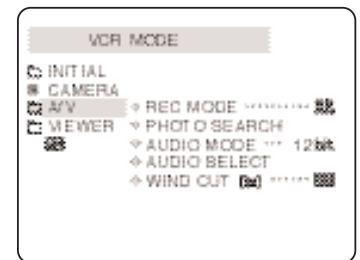 VCR MODE
INITIAL
CAMERA
A/V
VIEWER
REC MODE
PHOTO SEARCH
AUDIO MODE 12bit
AUDIO SELECT
WIND CUT